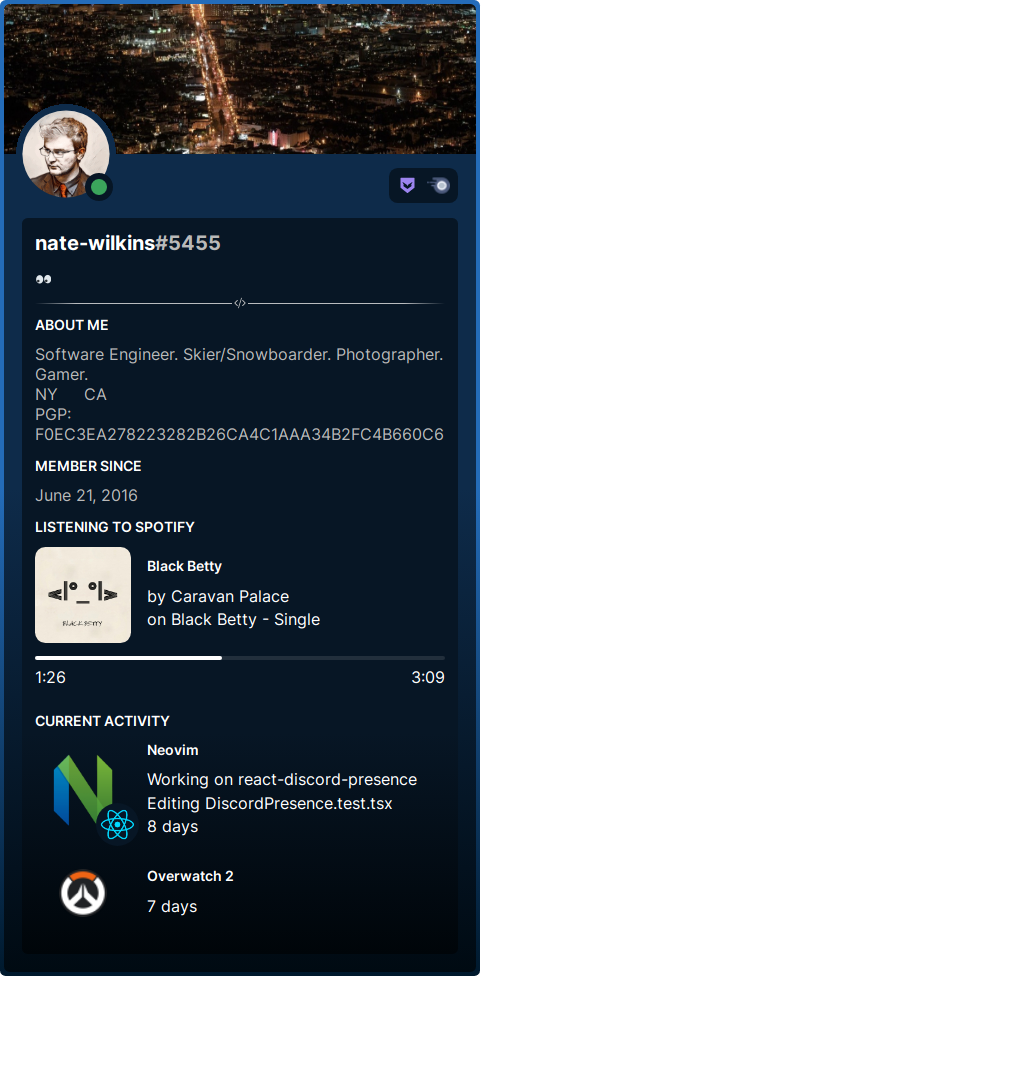 nate-wilkins#5455
</>
ABOUT ME
Software Engineer. Skier/Snowboarder. Photographer.
Gamer.
NY CA
PGP:
F0EC3EA278223282B26CA4C1AAA34B2FC4B660C6
MEMBER SINCE
June 21, 2016
LISTENING TO SPOTIFY
<|°_°|>
BLACK BETTY
Black Betty
by Caravan Palace
on Black Betty - Single
1:26 3:09
CURRENT ACTIVITY
Neovim
Working on react-discord-presence
Editing DiscordPresence.test.tsx
8 days
Overwatch 2
7 days